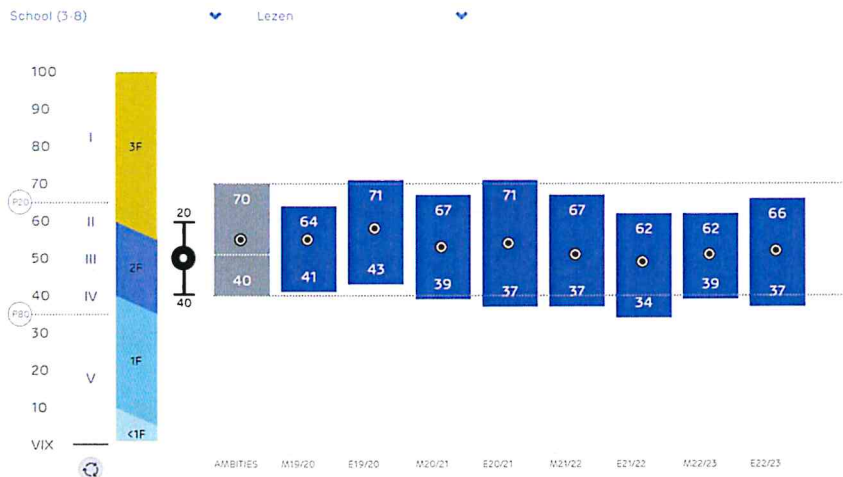 School (3-8) Lezen
100
90
80 I 3F
70 70 71 67 71 67
P20 66
60 II 20 64 62 62
50 III 2F
40 IV 40 40 41 43 39 37 37 34 39 37
P80
30
20 V 1F
10
<1F
VIX
AMBITIES M19/20 E19/20 M20/21 E20/21 M21/22 E21/22 M22/23 E22/23